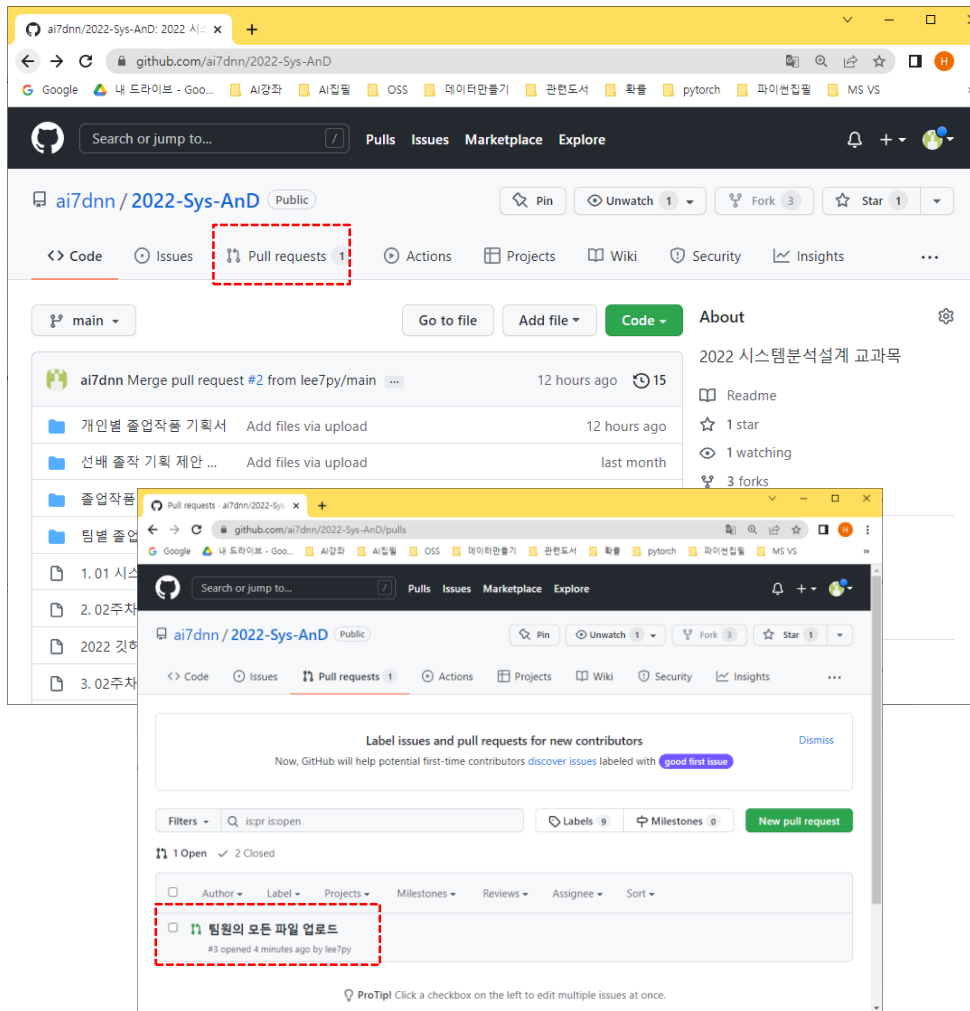 ai7dnn/2022-Sys-AnD: 2022 시스
github.com/ai7dnn/2022-Sys-AnD
H
Google 내 드라이브 - Goo... AI강좌 AI집필 OSS 데이터만들기 관련도서 확률 pytorch 파이썬집필 MS VS
Search or jump to... / Pulls Issues Marketplace Explore
ai7dnn / 2022-Sys-AnD Public Pin Unwatch 1 Fork 3 Star 1
<> Code Issues Pull requests 1 Actions Projects Wiki Security Insights ...
main Go to file Add file Code About
2022 시스템분석설계 교과목
ai7dnn Merge pull request #2 from lee7py/main ... 12 hours ago 15
Readme
개인별 졸업작품 기획서 Add files via upload 12 hours ago
1 star
선배 졸작 기획 제안 ... Add files via upload last month
1 watching
3 forks
졸업작품
팀별 졸업
1. 01 시스
2. 02주차
2022 깃허
3. 02주차
Pull requests · ai7dnn/2022-Sys
github.com/ai7dnn/2022-Sys-AnD/pulls
H
Google 내 드라이브 - Goo... AI강좌 AI집필 OSS 데이터만들기 관련도서 확률 pytorch 파이썬집필 MS VS »
Search or jump to... / Pulls Issues Marketplace Explore
ai7dnn / 2022-Sys-AnD Public Pin Unwatch 1 Fork 3 Star 1
<> Code Issues Pull requests 1 Actions Projects Wiki Security Insights ...
Label issues and pull requests for new contributors Dismiss
Now, GitHub will help potential first-time contributors discover issues labeled with good first issue
Filters is:pr is:open Labels 9 Milestones 0 New pull request
1 Open 2 Closed
Author Label Projects Milestones Reviews Assignee Sort
팀원의 모든 파일 업로드
#3 opened 4 minutes ago by lee7py
ProTip! Click a checkbox on the left to edit multiple issues at once.